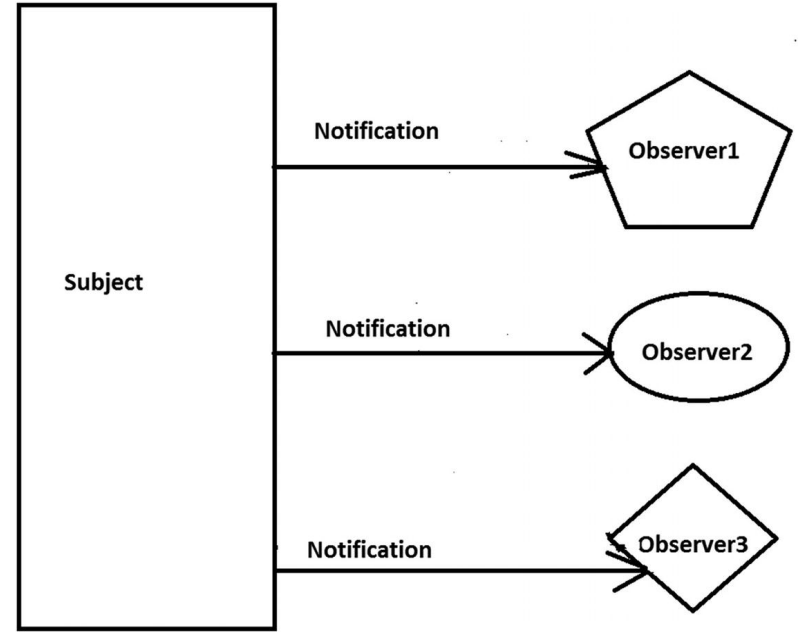 Notification
Observer1
Subject
Notification
Observer2
Notification
Observer3